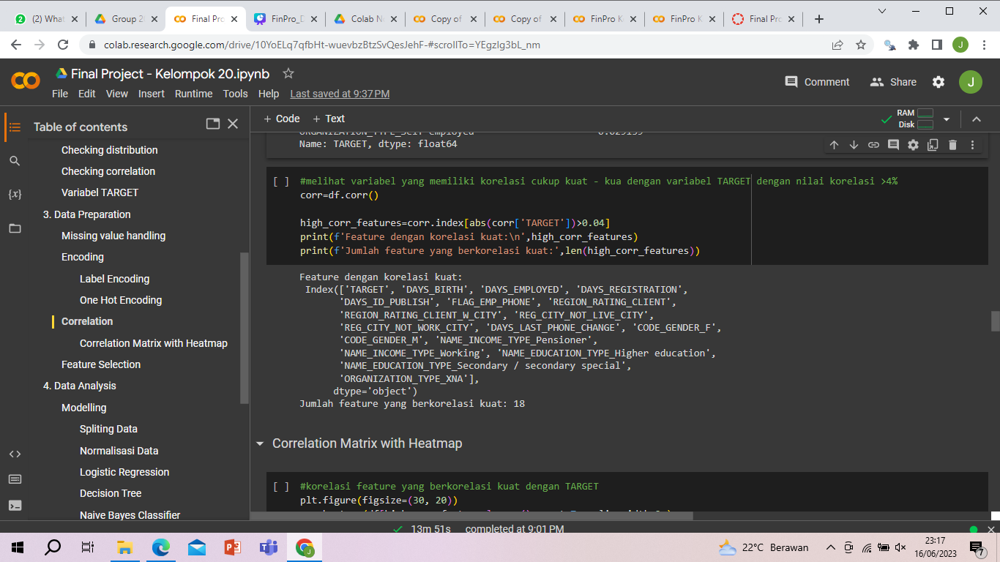 (2) What
Group 2
Final Pro
FinPro_D
Colab N
Copy of
Copy of
FinPro K
FinPro K
Final Pro
colab.research.google.com/drive/10YoELq7qfbHt-wuevbzBtzSvQesJehF-#scrollTo=YEgzIg3bL_nm
J
Final Project - Kelompok 20.ipynb
File Edit View Insert Runtime Tools Help Last saved at 9:37 PM
Comment
Share
J
Table of contents
Checking distribution
Checking correlation
Variabel TARGET
3. Data Preparation
Missing value handling
Encoding
Label Encoding
One Hot Encoding
Correlation
Correlation Matrix with Heatmap
Feature Selection
4. Data Analysis
Modelling
Spliting Data
Normalisasi Data
Logistic Regression
Decision Tree
Naive Bayes Classifier
+ Code + Text
RAM
Disk
Name: TARGET, dtype: float64
[ ] #melihat variabel yang memiliki korelasi cukup kuat - kua dengan variabel TARGET dengan nilai korelasi >4%
corr=df.corr()
high_corr_features=corr.index[abs(corr['TARGET'])>0.04]
print(f'Feature dengan korelasi kuat:\n',high_corr_features)
print(f'Jumlah feature yang berkorelasi kuat:',len(high_corr_features))
Feature dengan korelasi kuat:
Index(['TARGET', 'DAYS_BIRTH', 'DAYS_EMPLOYED', 'DAYS_REGISTRATION',
'DAYS_ID_PUBLISH', 'FLAG_EMP_PHONE', 'REGION_RATING_CLIENT',
'REGION_RATING_CLIENT_W_CITY', 'REG_CITY_NOT_LIVE_CITY',
'REG_CITY_NOT_WORK_CITY', 'DAYS_LAST_PHONE_CHANGE', 'CODE_GENDER_F',
'CODE_GENDER_M', 'NAME_INCOME_TYPE_Pensioner',
'NAME_INCOME_TYPE_Working', 'NAME_EDUCATION_TYPE_Higher education',
'NAME_EDUCATION_TYPE_Secondary / secondary special',
'ORGANIZATION_TYPE_XNA'],
dtype='object')
Jumlah feature yang berkorelasi kuat: 18
Correlation Matrix with Heatmap
[ ] #korelasi feature yang berkorelasi kuat dengan TARGET
plt.figure(figsize=(30, 20))
13m 51s completed at 9:01 PM
22°C Berawan
23:17
16/06/2023
7